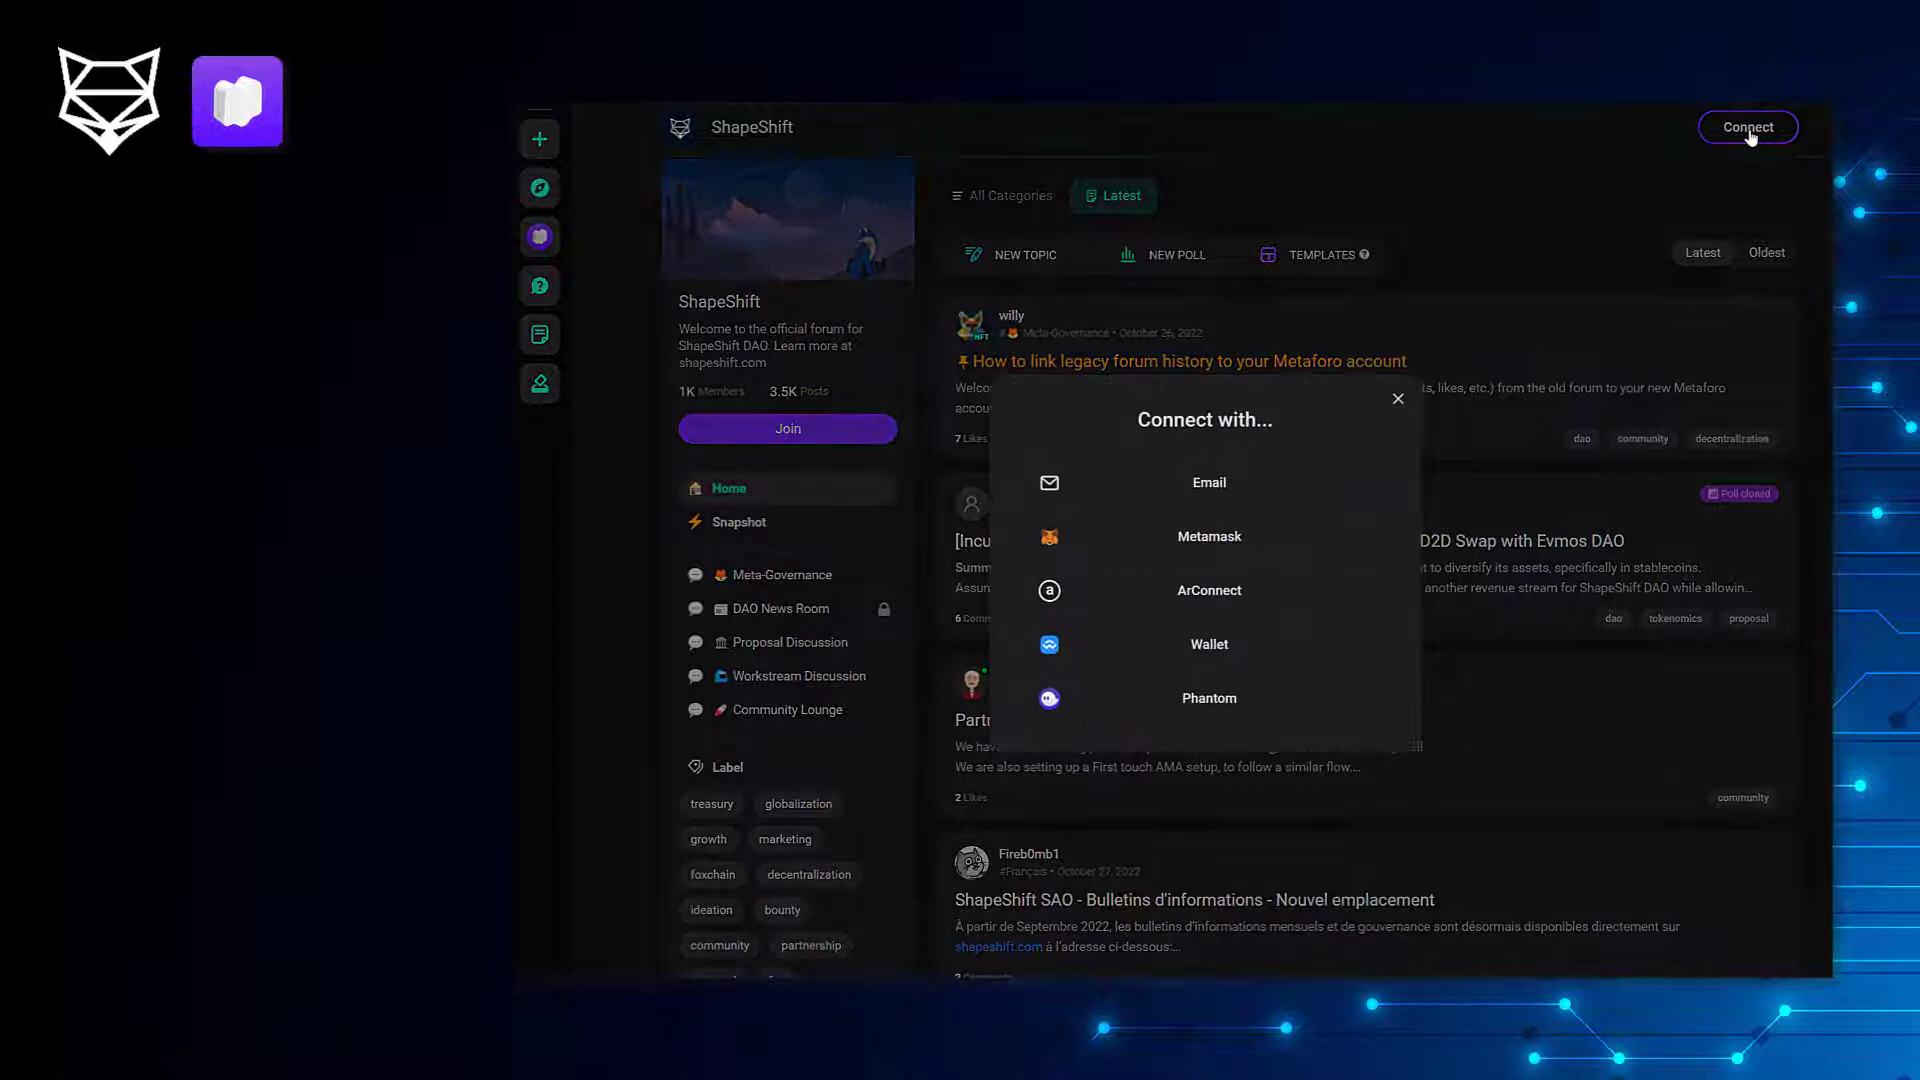 ShapeShift
Connect
All Categories
Latest
NEW TOPIC
NEW POLL
TEMPLATES
Latest
Oldest
ShapeShift
Welcome to the official forum for
ShapeShift DAO. Learn more at
shapeshift.com
1K Members
3.5K Posts
Join
Home
Snapshot
Meta-Governance
DAO News Room
Proposal Discussion
Workstream Discussion
Community Lounge
Label
treasury
globalization
growth
marketing
foxchain
decentralization
ideation
bounty
community
partnership
willy
# Meta-Governance • October 26, 2022
How to link legacy forum history to your Metaforo account
s, likes, etc.) from the old forum to your new Metaforo
7 Likes
dao
community
decentralization
Connect with...
Email
Metamask
ArConnect
Wallet
Phantom
Poll closed
[Incu
D2D Swap with Evmos DAO
Summ
t to diversify its assets, specifically in stablecoins.
Assun
another revenue stream for ShapeShift DAO while allowin...
6 Comm
dao
tokenomics
proposal
Partr
We hav
We are also setting up a First touch AMA setup, to follow a similar flow....
2 Likes
community
Fireb0mb1
#Français • October 27, 2022
ShapeShift SAO - Bulletins d'informations - Nouvel emplacement
À partir de Septembre 2022, les bulletins d'informations mensuels et de gouvernance sont désormais disponibles directement sur
shapeshift.com à l'adresse ci-dessous:...